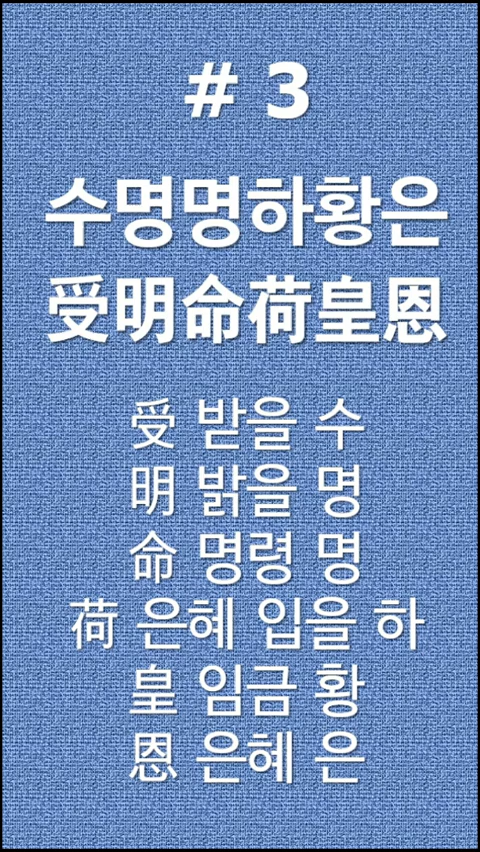 # 3
수명명하황은
受明命荷皇恩
受 받을 수
明 밝을 명
命 명령 명
荷 은혜 입을 하
皇 임금 황
恩 은혜 은